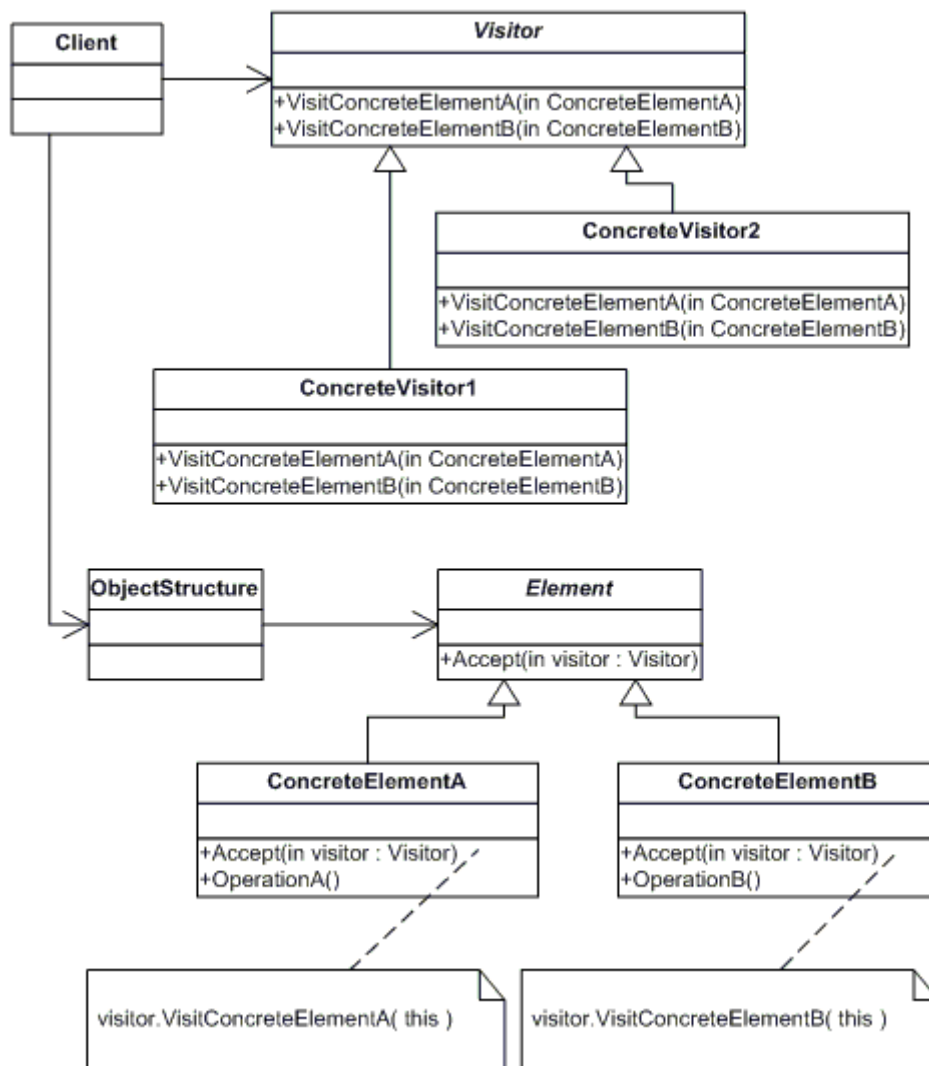 Client
Visitor
+VisitConcreteElementA(in ConcreteElementA)
+VisitConcreteElementB(in ConcreteElementB)
ConcreteVisitor2
+VisitConcreteElementA(in ConcreteElementA)
+VisitConcreteElementB(in ConcreteElementB)
ConcreteVisitor1
+VisitConcreteElementA(in ConcreteElementA)
+VisitConcreteElementB(in ConcreteElementB)
ObjectStructure
Element
+Accept(in visitor : Visitor)
ConcreteElementA
+Accept(in visitor : Visitor)
+OperationA()
ConcreteElementB
+Accept(in visitor : Visitor)
+OperationB()
visitor.VisitConcreteElementA( this )
visitor.VisitConcreteElementB( this )